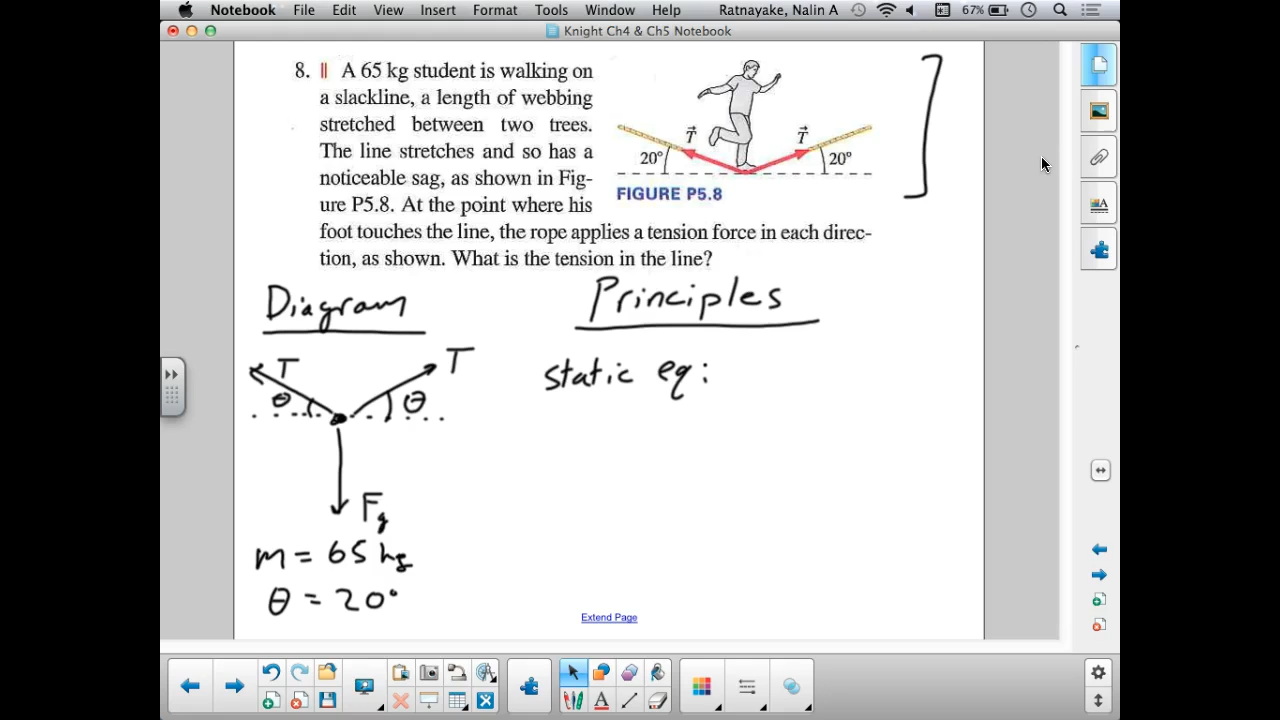 Notebook File Edit View Insert Format Tools Window Help Ratnayake, Nalin A 67%
Knight Ch4 & Ch5 Notebook
8. || A 65 kg student is walking on
a slackline, a length of webbing
stretched between two trees.
The line stretches and so has a
noticeable sag, as shown in Fig-
ure P5.8. At the point where his
foot touches the line, the rope applies a tension force in each direc-
tion, as shown. What is the tension in the line?
T T
20° 20°
FIGURE P5.8
Diagram
T T
θ θ
Fg
m = 65 kg
θ = 20°
Principles
static eq:
Extend Page